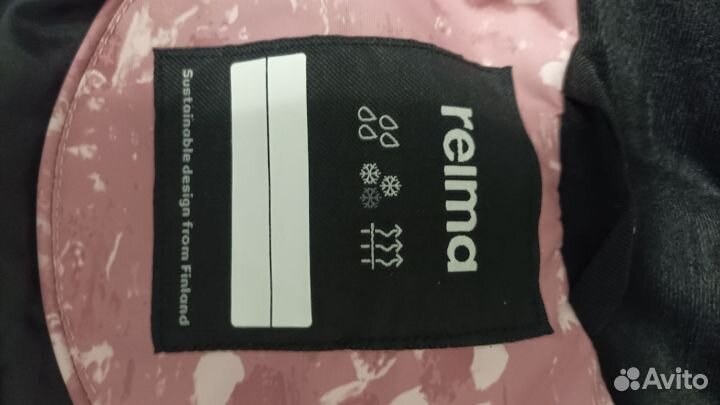 reima
Sustainable design from Finland
Avito